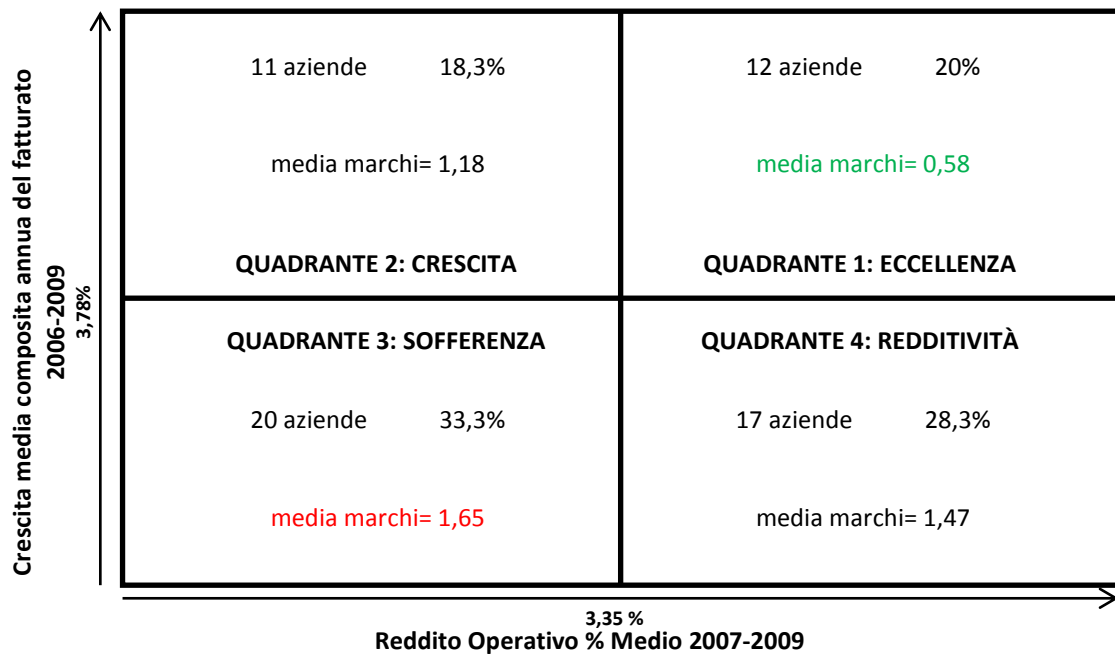 Crescita media composita annua del fatturato
2006-2009
3,78%
11 aziende 18,3%
media marchi= 1,18
QUADRANTE 2: CRESCITA
12 aziende 20%
media marchi= 0,58
QUADRANTE 1: ECCELLENZA
QUADRANTE 3: SOFFERENZA
20 aziende 33,3%
media marchi= 1,65
QUADRANTE 4: REDDITIVITÀ
17 aziende 28,3%
media marchi= 1,47
3,35 %
Reddito Operativo % Medio 2007-2009